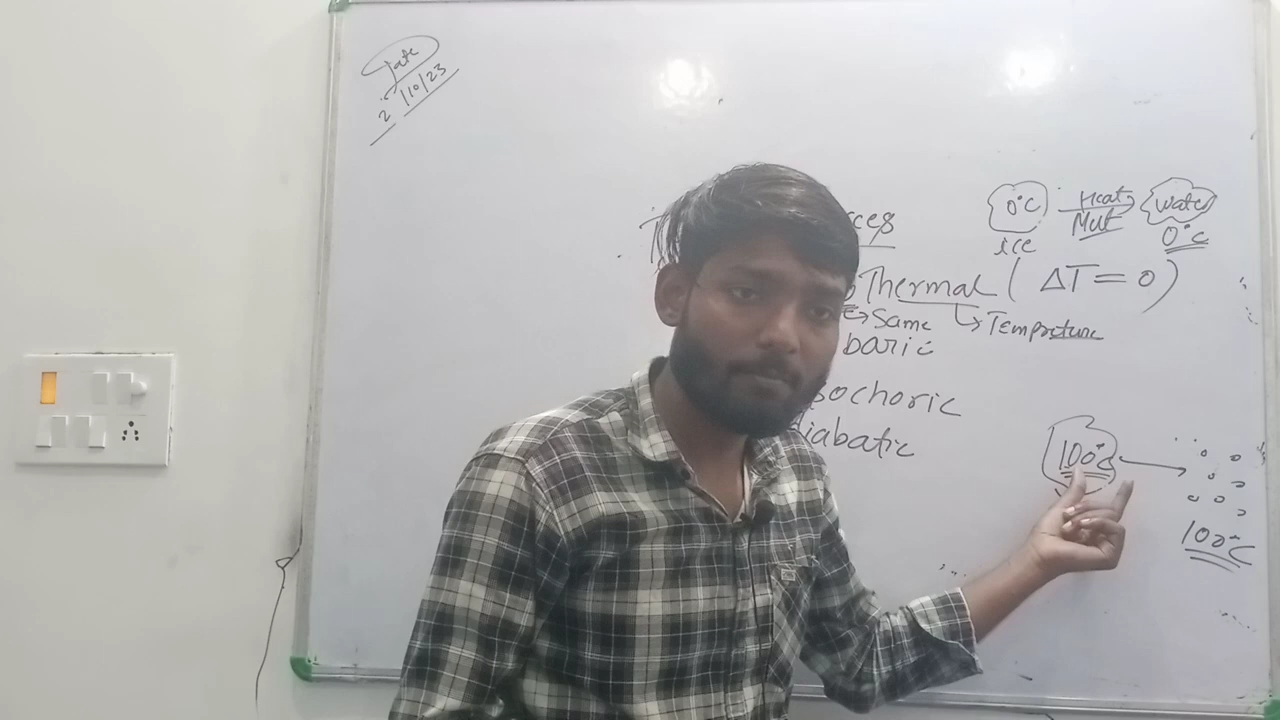 Date
2 /10/23
0°C Heat Water
ice Melt 0°C
Thermal ( ΔT = 0 )
Same Tempreture
baric
sochoric
diabatic
100°C
100°C